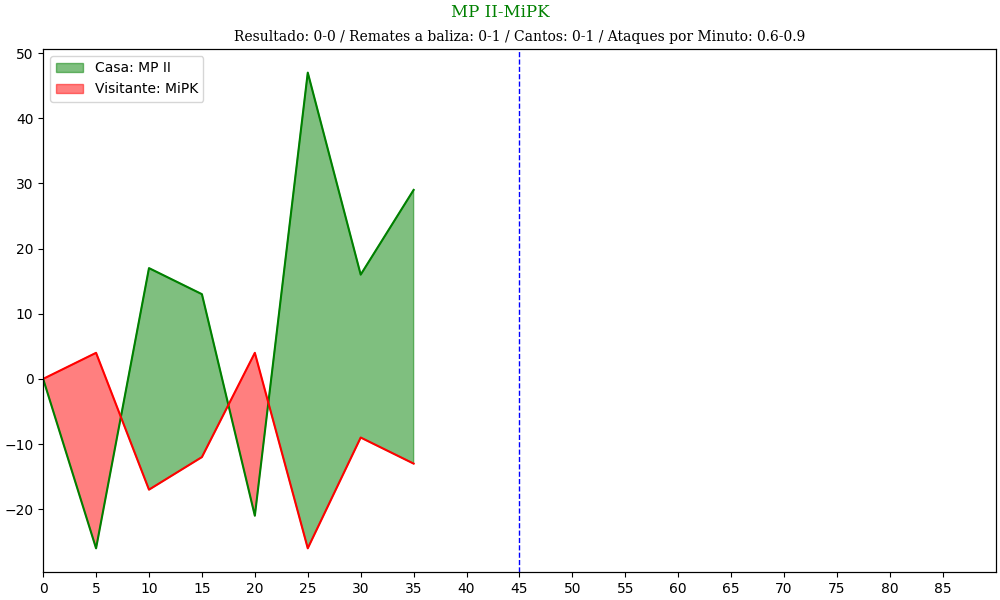 MP II-MiPK
Resultado: 0-0 / Remates a baliza: 0-1 / Cantos: 0-1 / Ataques por Minuto: 0.6-0.9
Casa: MP II
Visitante: MiPK
50
40
30
20
10
0
−10
−20
0 5 10 15 20 25 30 35 40 45 50 55 60 65 70 75 80 85